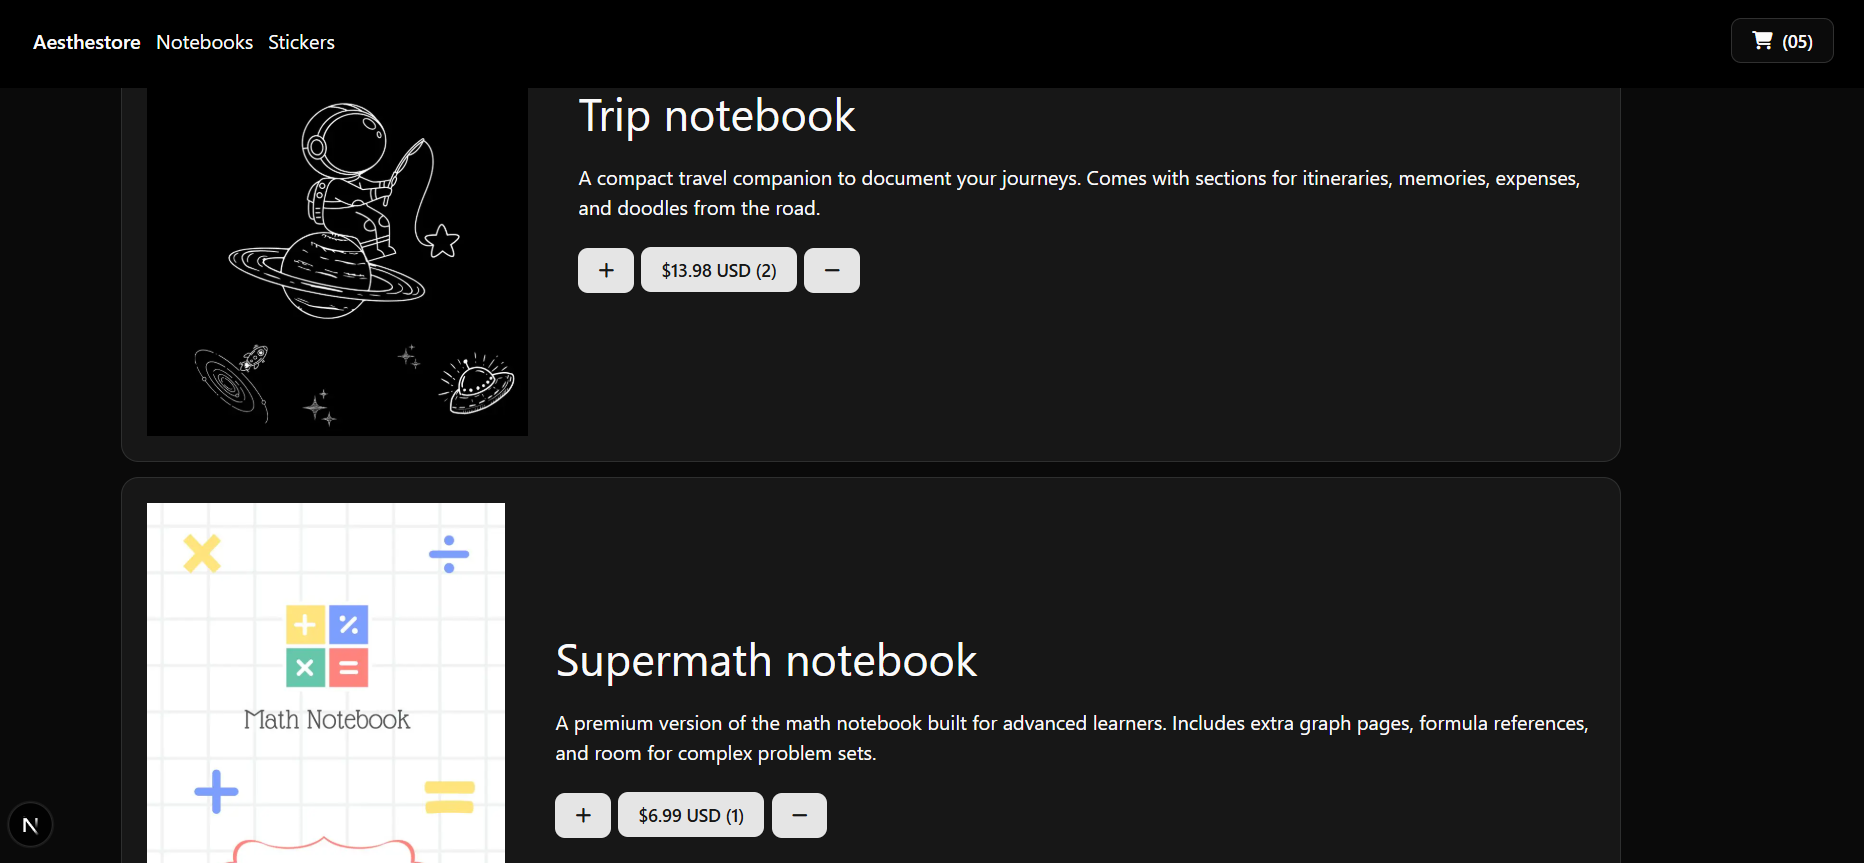 Aesthestore Notebooks Stickers (05)
Trip notebook
A compact travel companion to document your journeys. Comes with sections for itineraries, memories, expenses,
and doodles from the road.
+ $13.98 USD (2) −
Math Notebook
Supermath notebook
A premium version of the math notebook built for advanced learners. Includes extra graph pages, formula references,
and room for complex problem sets.
+ $6.99 USD (1) −
N